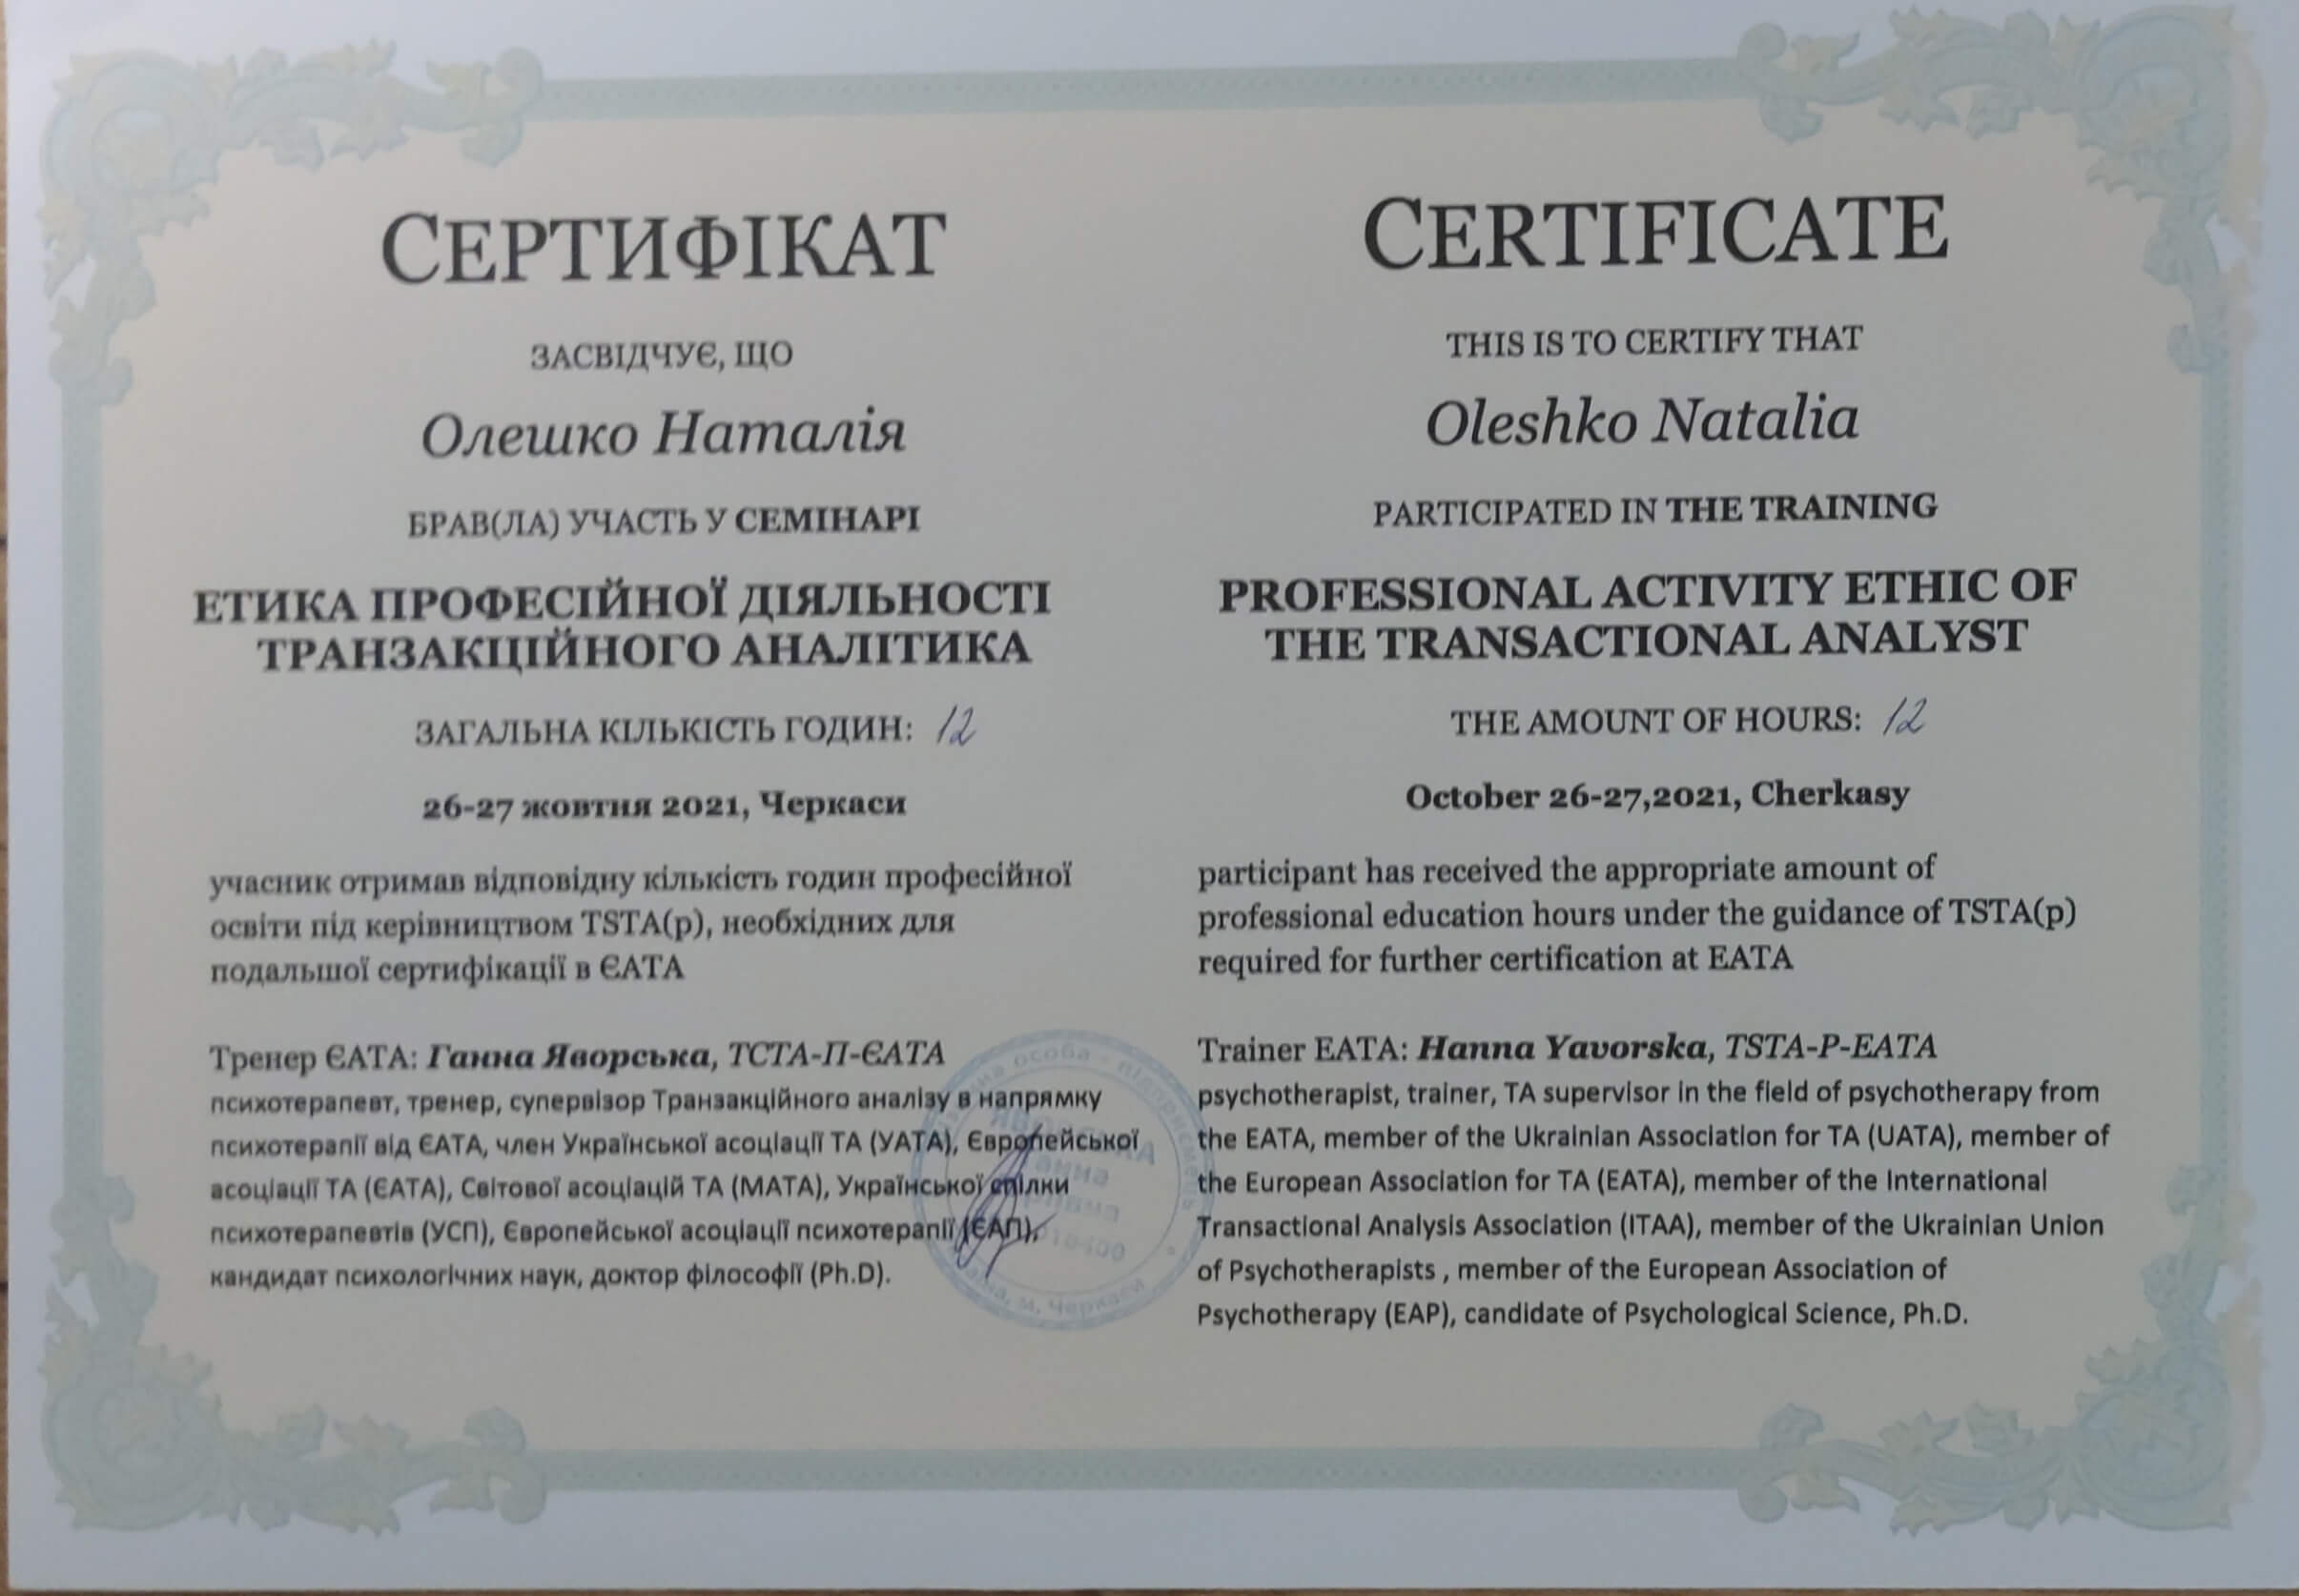 СЕРТИФІКАТ
ЗАСВІДЧУЄ, ЩО
Олешко Наталія
БРАВ(ЛА) УЧАСТЬ У СЕМІНАРІ
ЕТИКА ПРОФЕСІЙНОЇ ДІЯЛЬНОСТІ
ТРАНЗАКЦІЙНОГО АНАЛІТИКА
ЗАГАЛЬНА КІЛЬКІСТЬ ГОДИН: 12
26-27 жовтня 2021, Черкаси
учасник отримав відповідну кількість годин професійної
освіти під керівництвом TSTA(p), необхідних для
подальшої сертифікації в ЄАТА
Тренер ЄАТА: Ганна Яворська, ТСТА-П-ЄАТА
психотерапевт, тренер, супервізор Транзакційного аналізу в напрямку
психотерапії від ЄАТА, член Української асоціації ТА (УАТА), Європейської
асоціації ТА (ЄАТА), Світової асоціацій ТА (МАТА), Української спілки
психотерапевтів (УСП), Європейської асоціації психотерапії (ЄАП),
кандидат психологічних наук, доктор філософії (Ph.D).
CERTIFICATE
THIS IS TO CERTIFY THAT
Oleshko Natalia
PARTICIPATED IN THE TRAINING
PROFESSIONAL ACTIVITY ETHIC OF
THE TRANSACTIONAL ANALYST
THE AMOUNT OF HOURS: 12
October 26-27,2021, Cherkasy
participant has received the appropriate amount of
professional education hours under the guidance of TSTA(p)
required for further certification at EATA
Trainer EATA: Hanna Yavorska, TSTA-P-EATA
psychotherapist, trainer, TA supervisor in the field of psychotherapy from
the EATA, member of the Ukrainian Association for TA (UATA), member of
the European Association for TA (EATA), member of the International
Transactional Analysis Association (ITAA), member of the Ukrainian Union
of Psychotherapists , member of the European Association of
Psychotherapy (EAP), candidate of Psychological Science, Ph.D.
особа
м. Черкаси